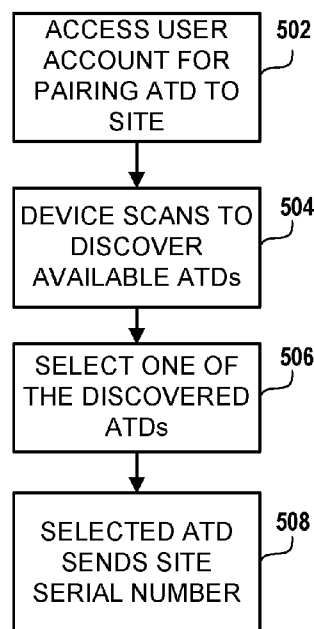 ACCESS USER
ACCOUNT FOR
PAIRING ATD TO
SITE
502
DEVICE SCANS TO
DISCOVER
AVAILABLE ATDs
504
SELECT ONE OF
THE DISCOVERED
ATDs
506
SELECTED ATD
SENDS SITE
SERIAL NUMBER
508